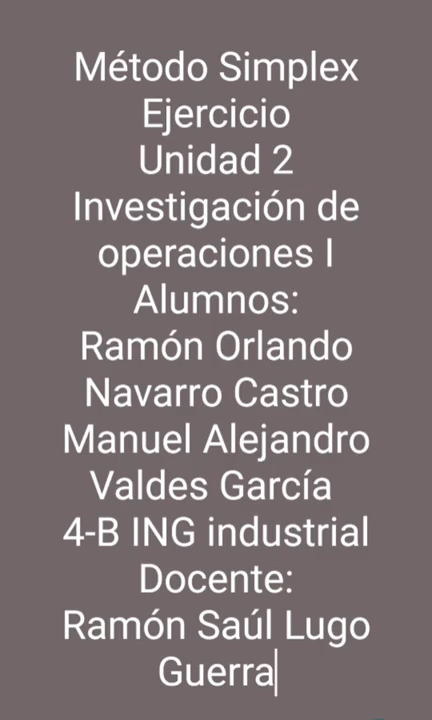 Método Simplex
Ejercicio
Unidad 2
Investigación de
operaciones I
Alumnos:
Ramón Orlando
Navarro Castro
Manuel Alejandro
Valdes García
4-B ING industrial
Docente:
Ramón Saúl Lugo
Guerra